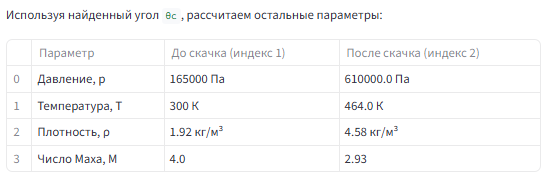 Используя найденный угол θc , рассчитаем остальные параметры:
Параметр До скачка (индекс 1) После скачка (индекс 2)
0 Давление, p 165000 Па 610000.0 Па
1 Температура, T 300 К 464.0 К
2 Плотность, ρ 1.92 кг/м³ 4.58 кг/м³
3 Число Маха, M 4.0 2.93